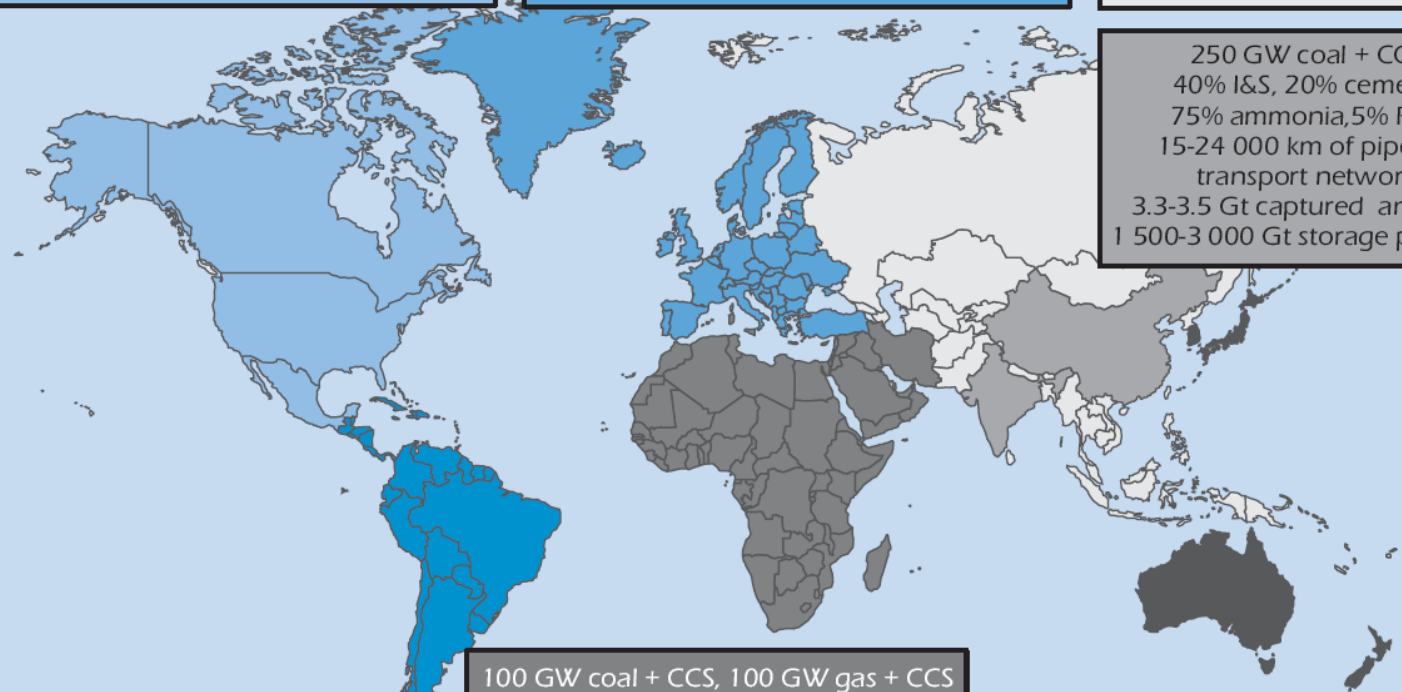 250 GW coal + CC
40% I&S, 20% ceme
75% ammonia,5% F
15-24 000 km of pipe
transport networ
3.3-3.5 Gt captured ar
1 500-3 000 Gt storage p
100 GW coal + CCS, 100 GW gas + CCS